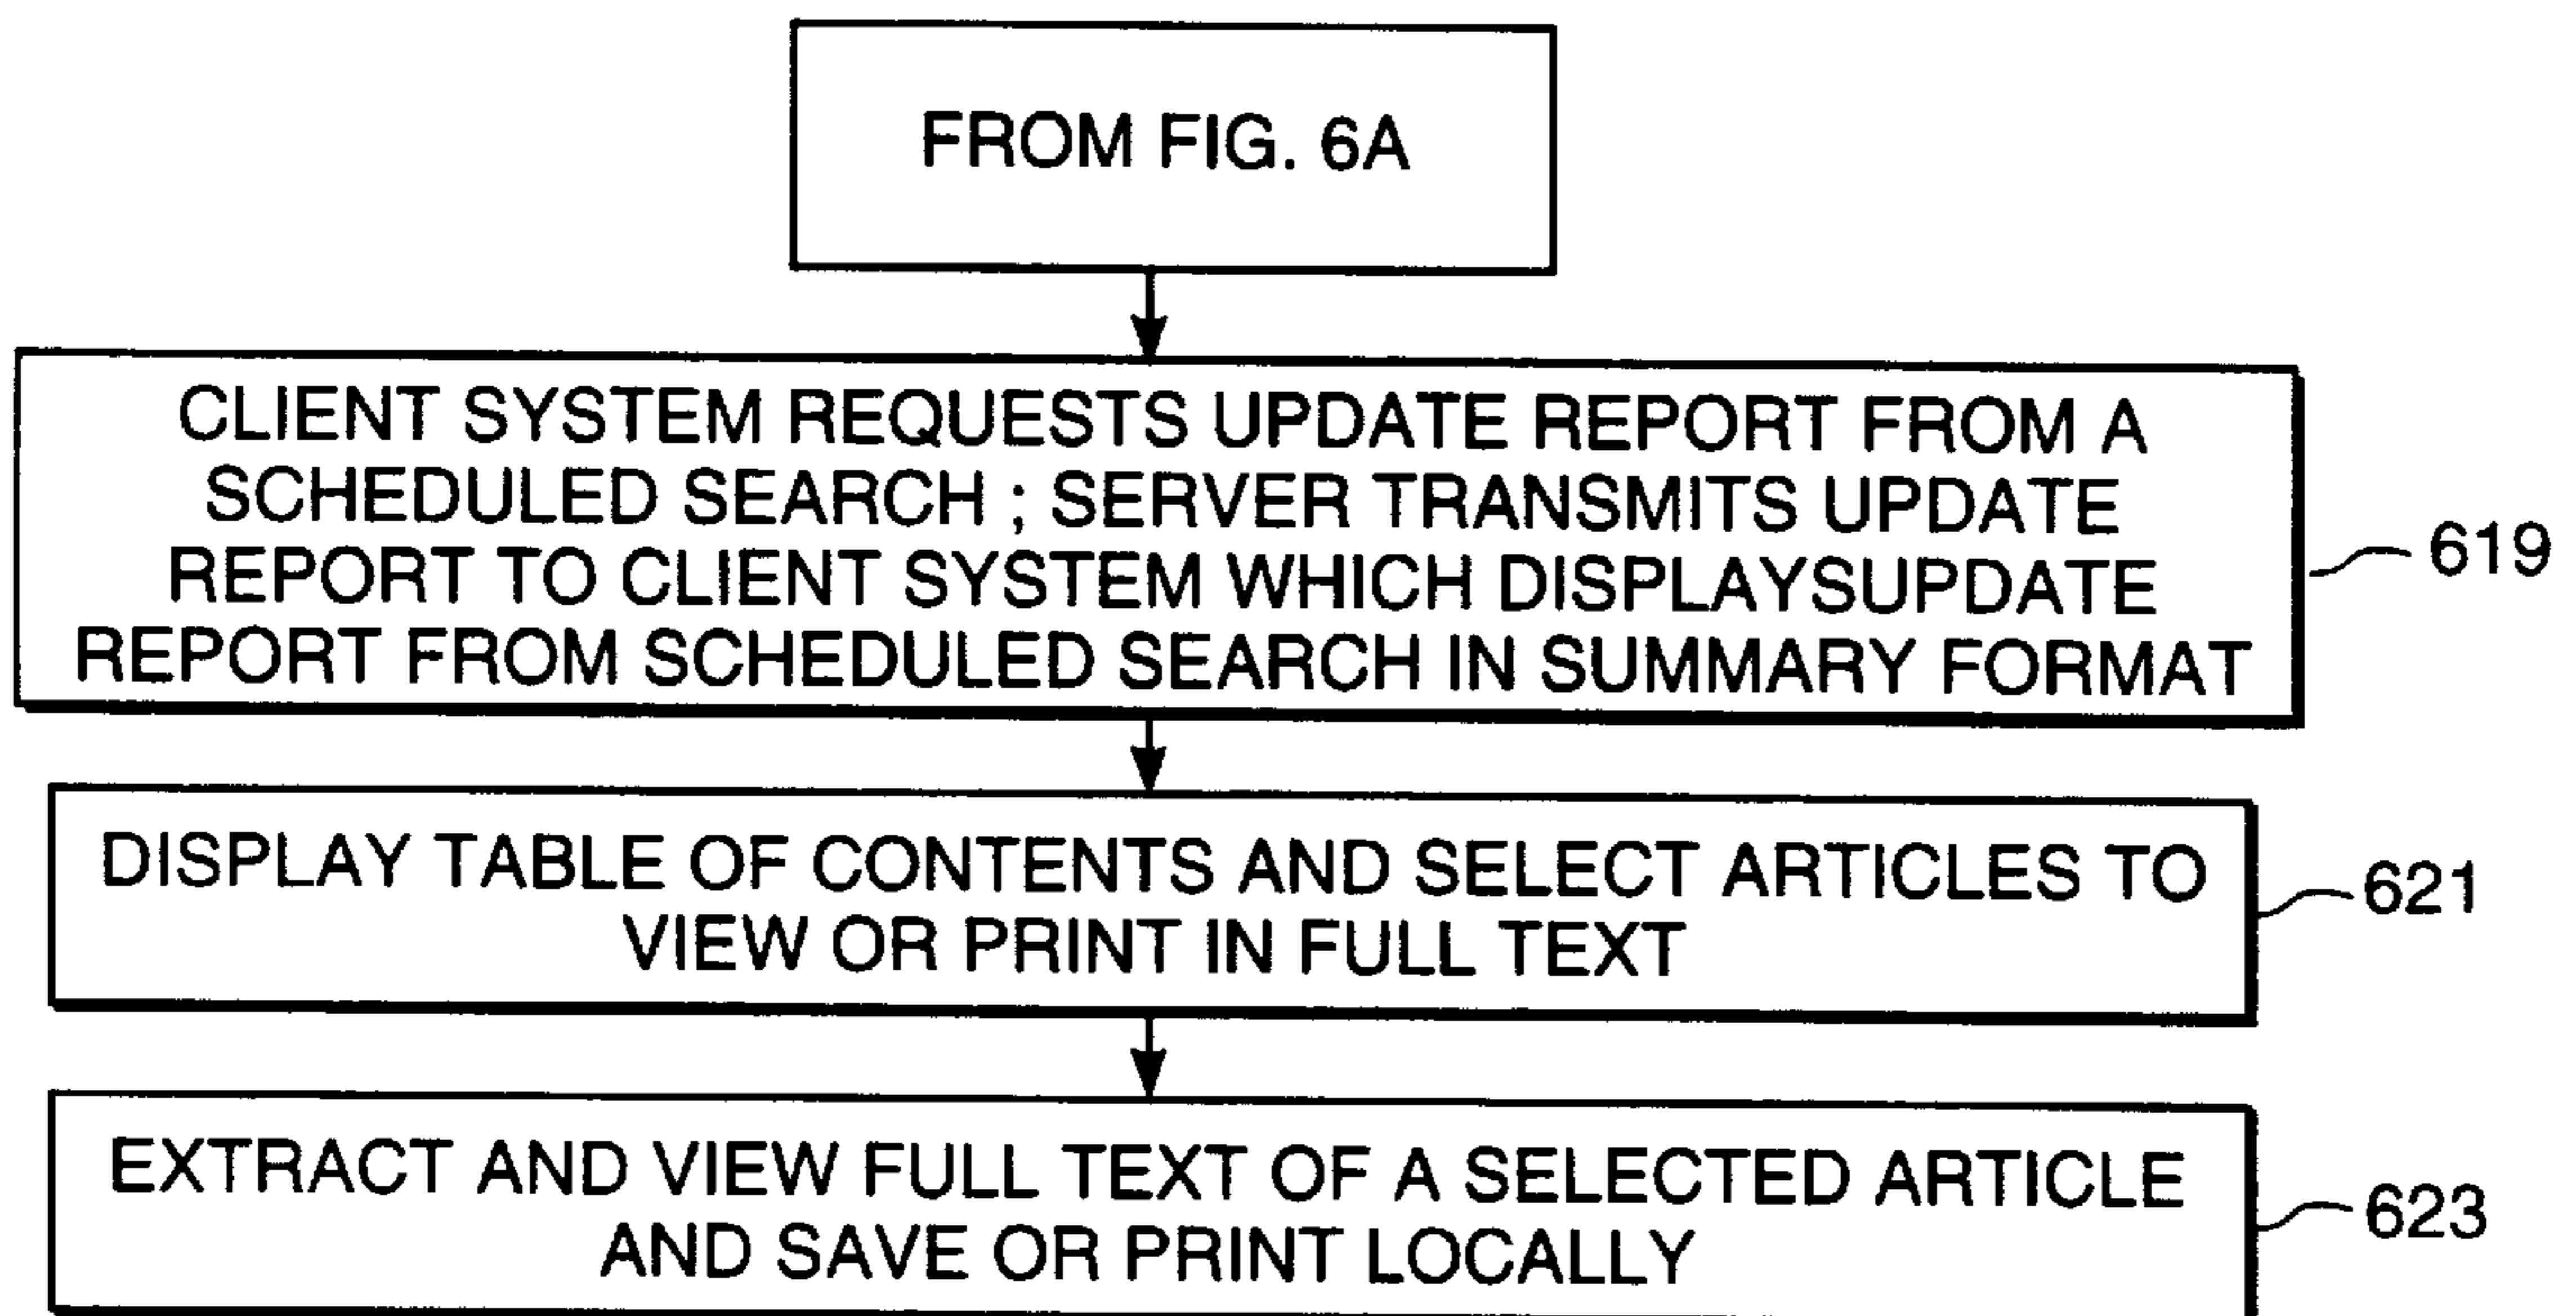 FROM FIG. 6A
CLIENT SYSTEM REQUESTS UPDATE REPORT FROM A
SCHEDULED SEARCH ; SERVER TRANSMITS UPDATE
REPORT TO CLIENT SYSTEM WHICH DISPLAYSUPDATE
REPORT FROM SCHEDULED SEARCH IN SUMMARY FORMAT
619
DISPLAY TABLE OF CONTENTS AND SELECT ARTICLES TO
VIEW OR PRINT IN FULL TEXT
621
EXTRACT AND VIEW FULL TEXT OF A SELECTED ARTICLE
AND SAVE OR PRINT LOCALLY
623